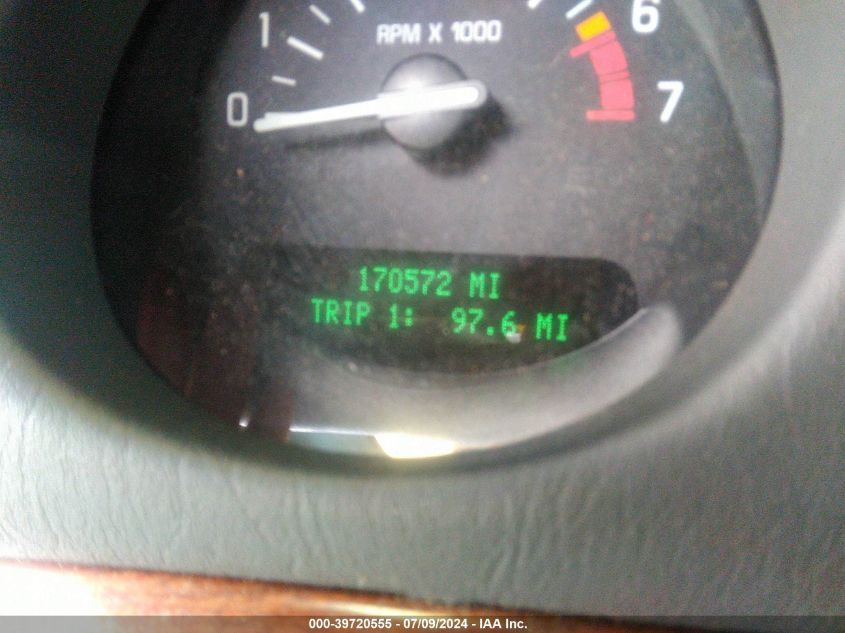 1
RPM X 1000
6
0
7
170572 MI
TRIP 1: 97.6 MI
000-39720555 - 07/09/2024 - IAA Inc.